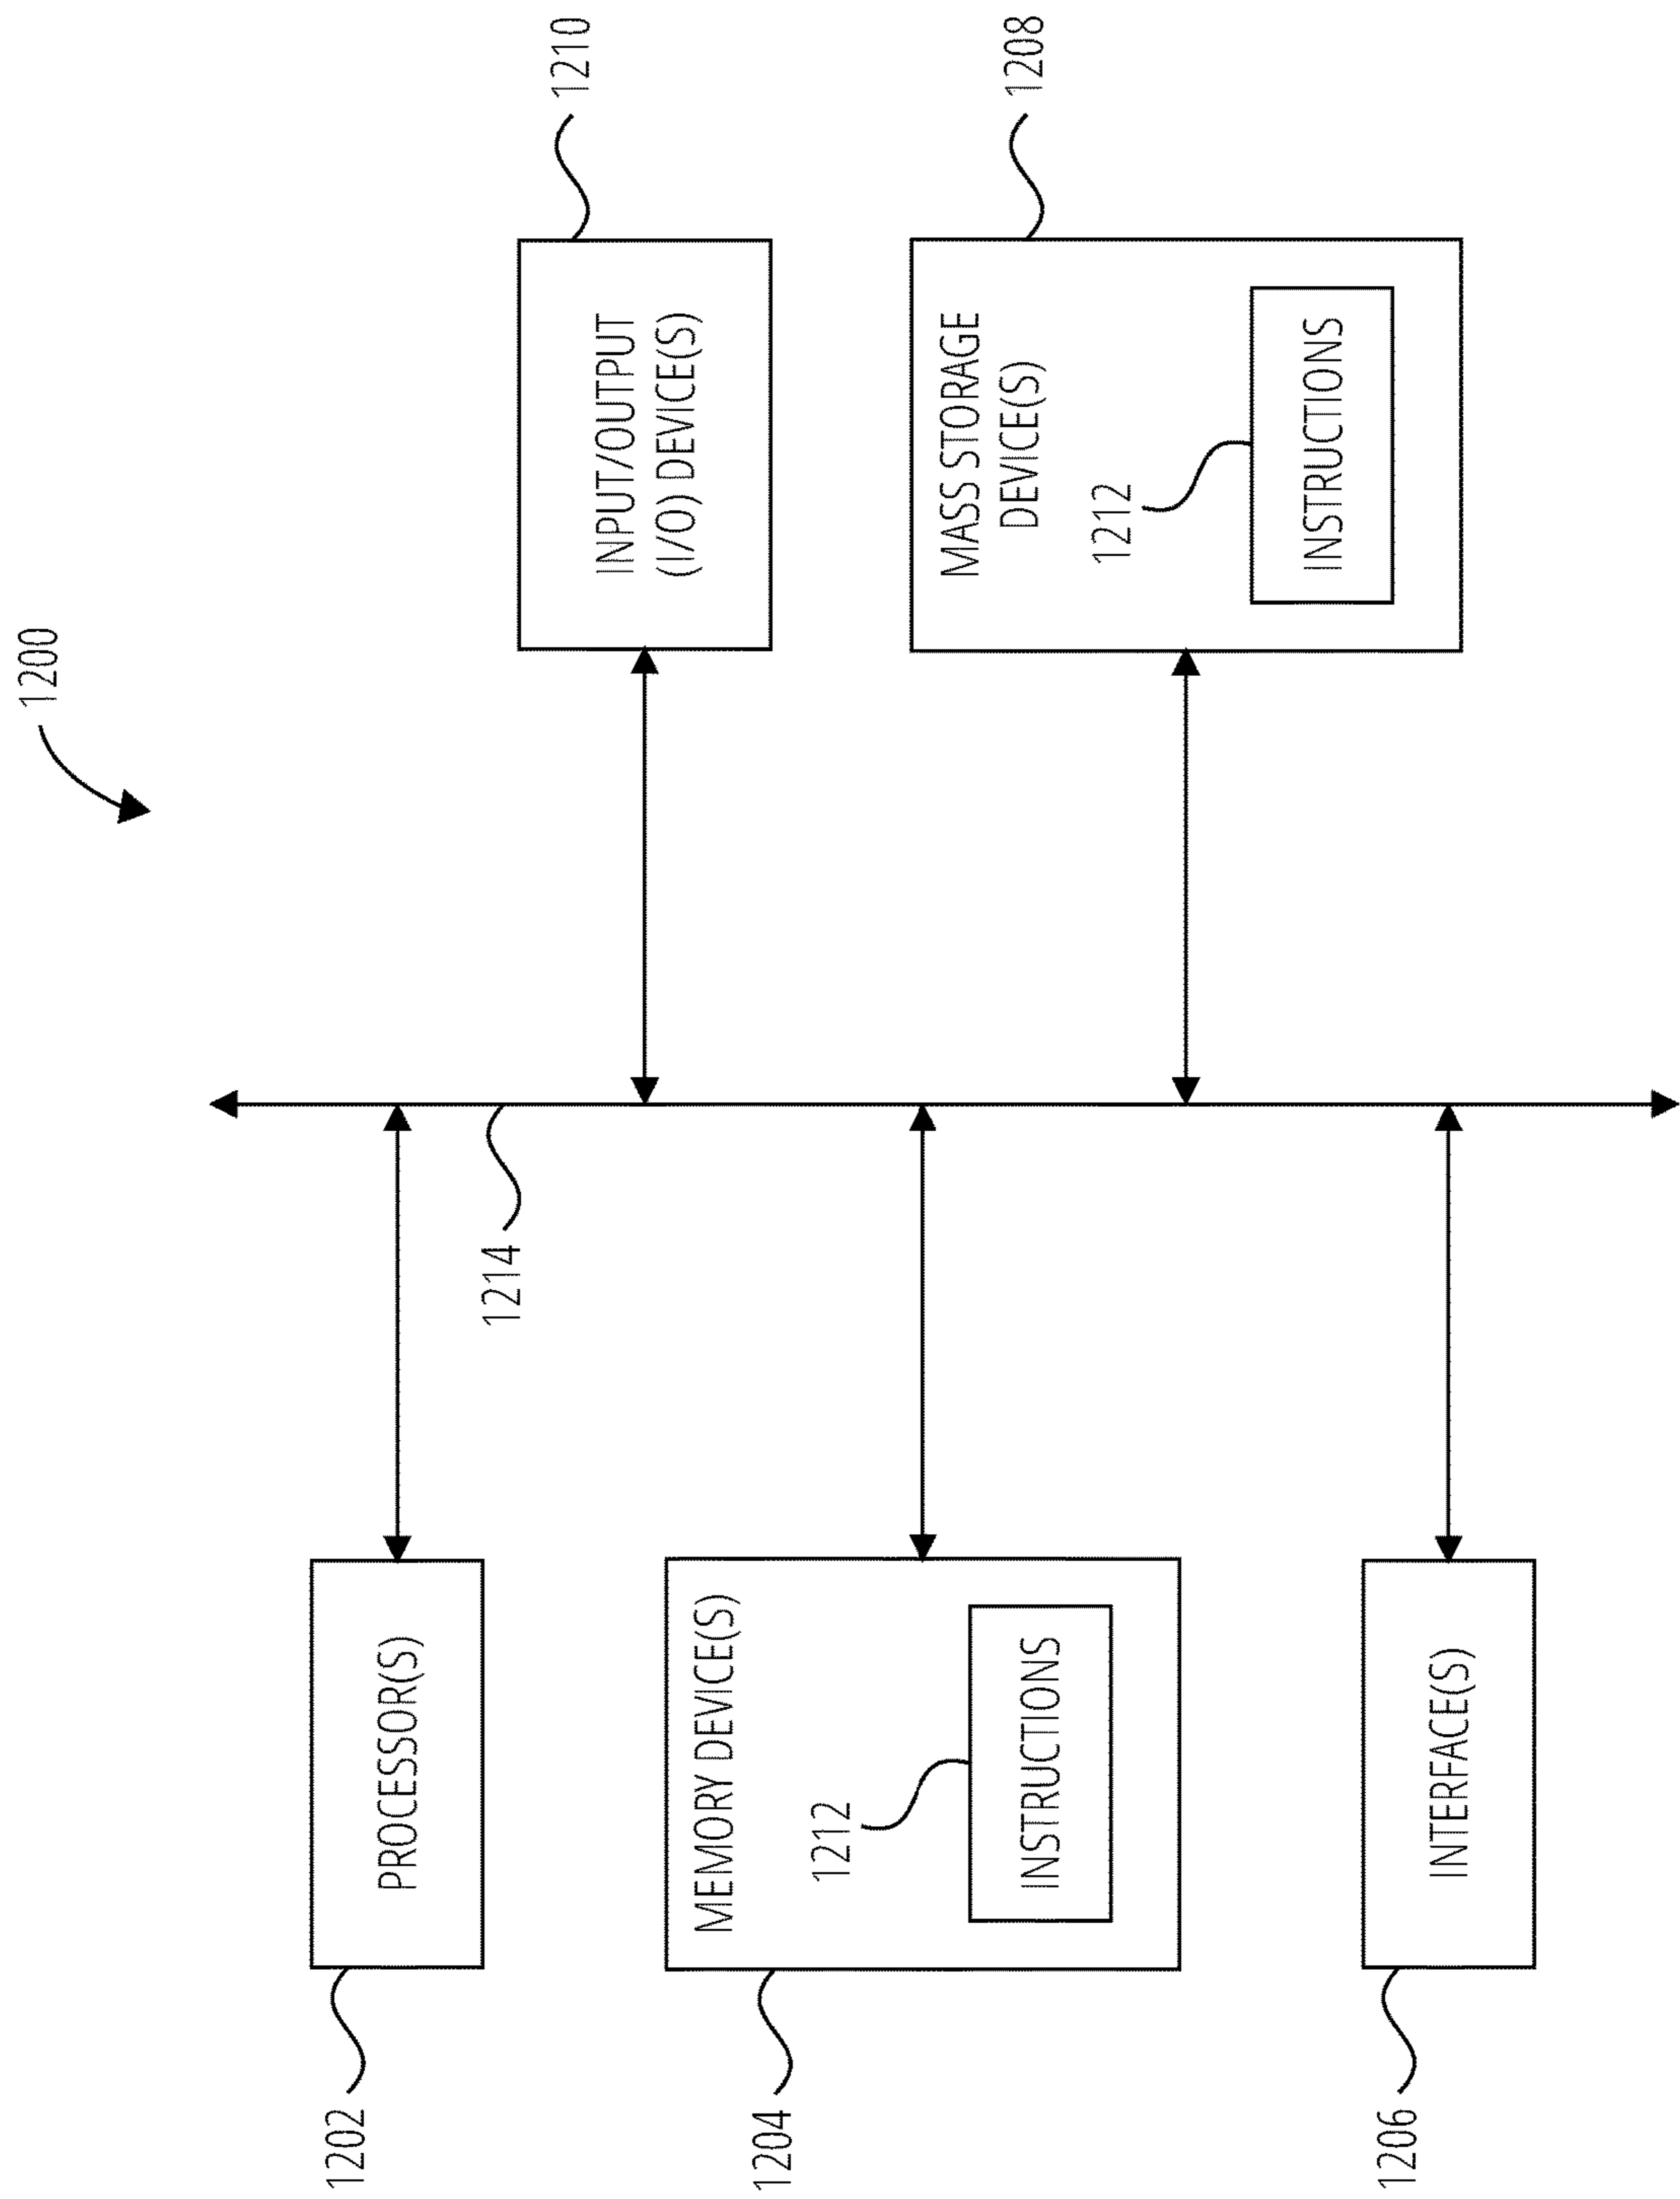 1200
1202
PROCESSOR(S)
1214
1210
INPUT/OUTPUT
(I/O) DEVICE(S)
1204
MEMORY DEVICE(S)
1212
INSTRUCTIONS
1208
MASS STORAGE
DEVICE(S)
1212
INSTRUCTIONS
1206
INTERFACE(S)